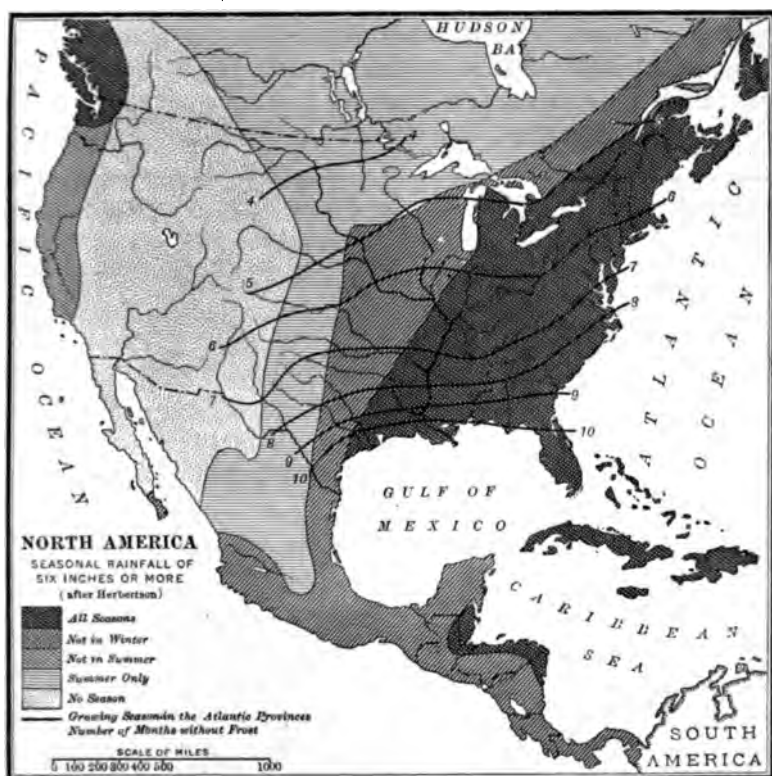 HUDSON
BAY
PACIFIC
OCEAN
ATLANTIC
OCEAN
4
4
5
6
6
7
7
8
8
9
9
10
10
GULF OF
MEXICO
CARIBBEAN
SEA
SOUTH
AMERICA
NORTH AMERICA
SEASONAL RAINFALL OF
SIX INCHES OR MORE
(after Herbertson)
All Seasons
Not in Winter
Not in Summer
Summer Only
No Season
Growing Season in the Atlantic Provinces
Number of Months without Frost
SCALE OF MILES
0 100 200 300 400 500 1000